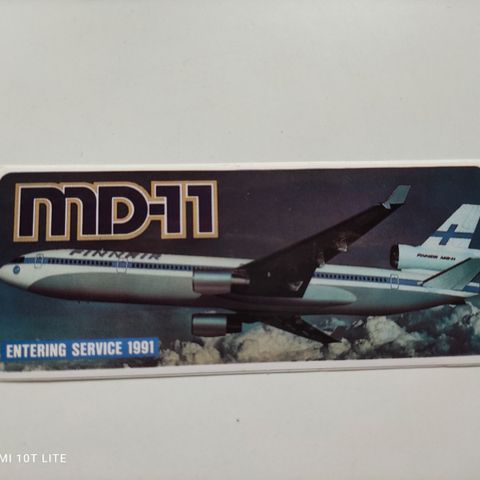 MD-11
FINNAIR
FINNAIR MD-11
ENTERING SERVICE 1991
MI 10T LITE